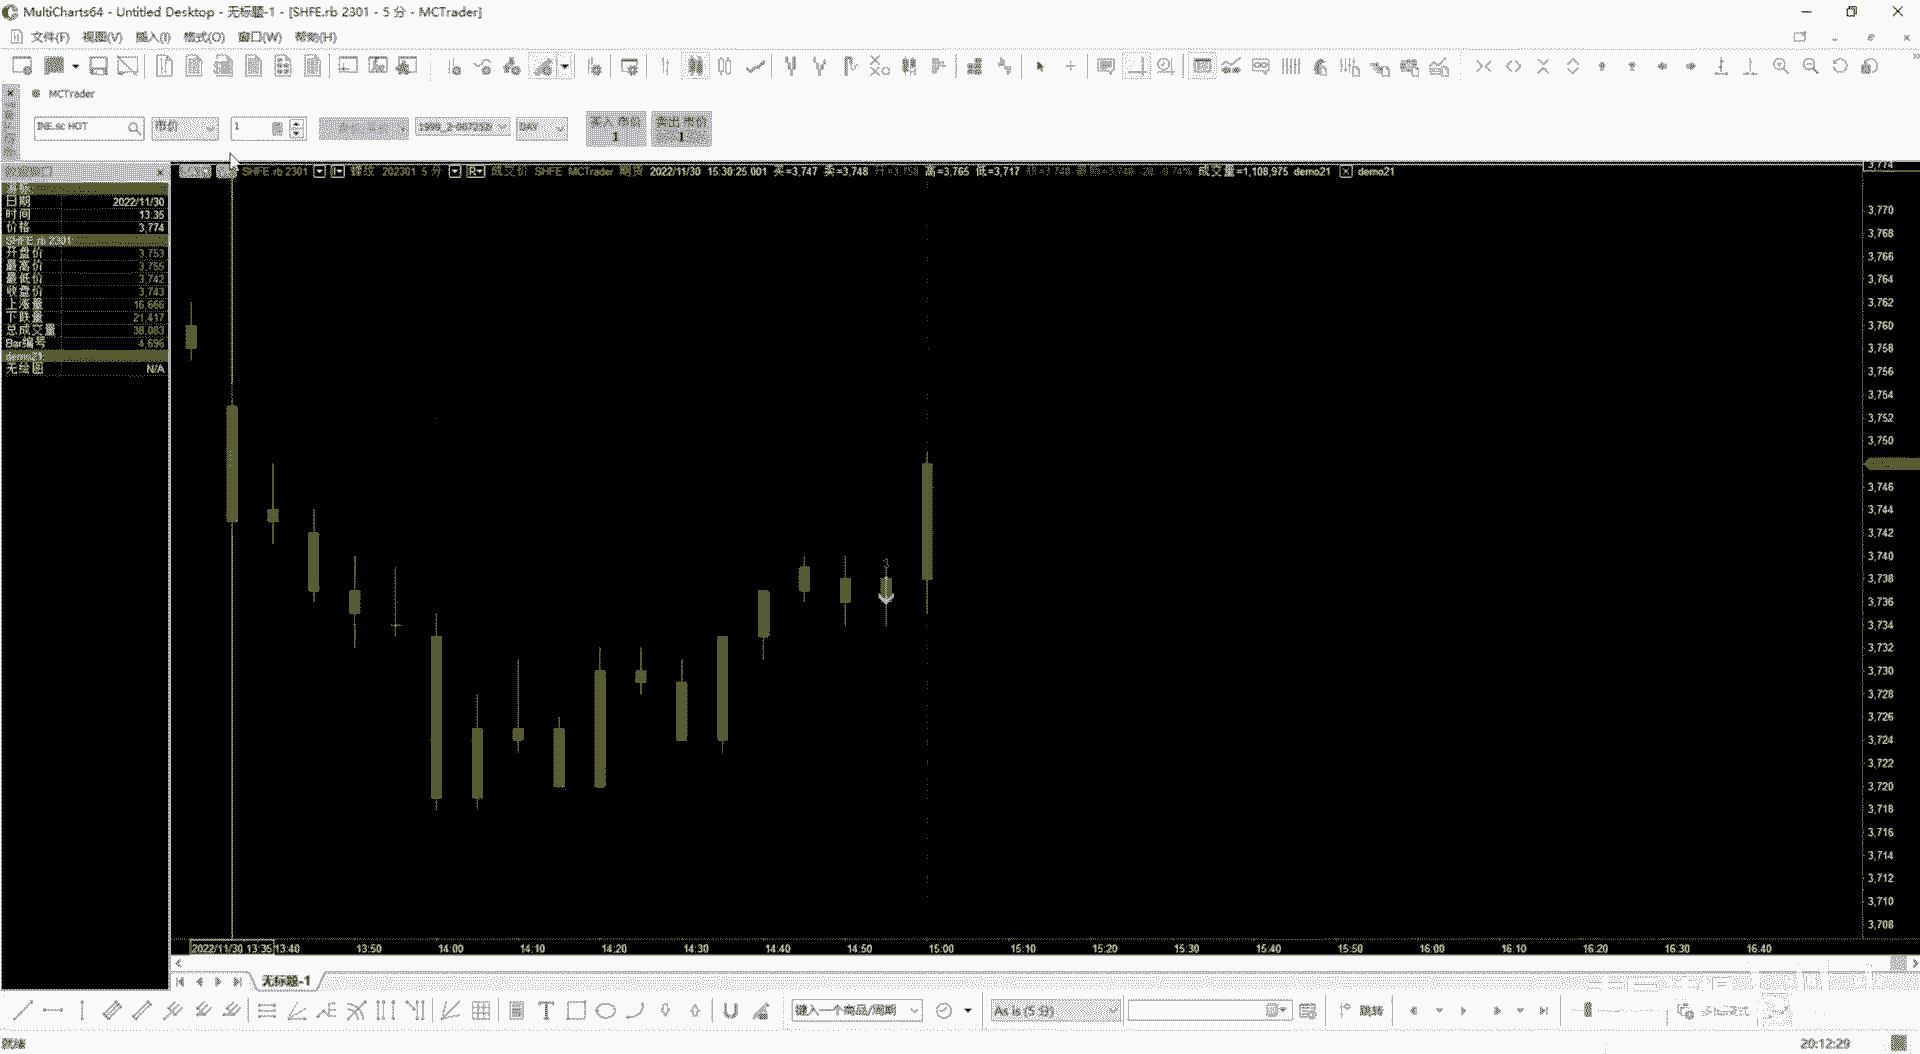 MultiCharts64 - Untitled Desktop - 无标题-1 - [SHFE.rb 2301 - 5 分 - MCTrader]
文件(F) 视图(V) 插入(I) 格式(O) 窗口(W) 帮助(H)
MCTrader
INE.sc HOT 市价 1 DAY 买入 市价 1 卖出 市价 1
SHFE rb 2301 螺纹 202301 5 分 成交价 SHFE MCTrader 期货 2022/11/30 15:30:25.001 买=3,747 卖=3,748 高=3,765 低=3,717 成交量=1,108,975 demo21 demo21
日期 2022/11/30
时间 13:35
价格 3,774
SHFE rb 2301
开盘价 3,753
最高价 3,755
最低价 3,742
收盘价 3,743
上涨量 16,666
下跌量 21,417
总成交量 38,083
Bar编号 4,696
demo21
无绘图 N/A
3,774
3,770
3,768
3,766
3,764
3,762
3,760
3,758
3,756
3,754
3,752
3,750
3,746
3,744
3,742
3,740
3,738
3,736
3,734
3,732
3,730
3,728
3,726
3,724
3,722
3,720
3,718
3,716
3,714
3,712
3,710
3,708
2022/11/30 13:35 13:40 13:50 14:00 14:10 14:20 14:30 14:40 14:50 15:00 15:10 15:20 15:30 15:40 15:50 16:00 16:10 16:20 16:30 16:40
无标题-1
键入一个商品/周期 As is (5 分) 跳转
就绪 20:12:29